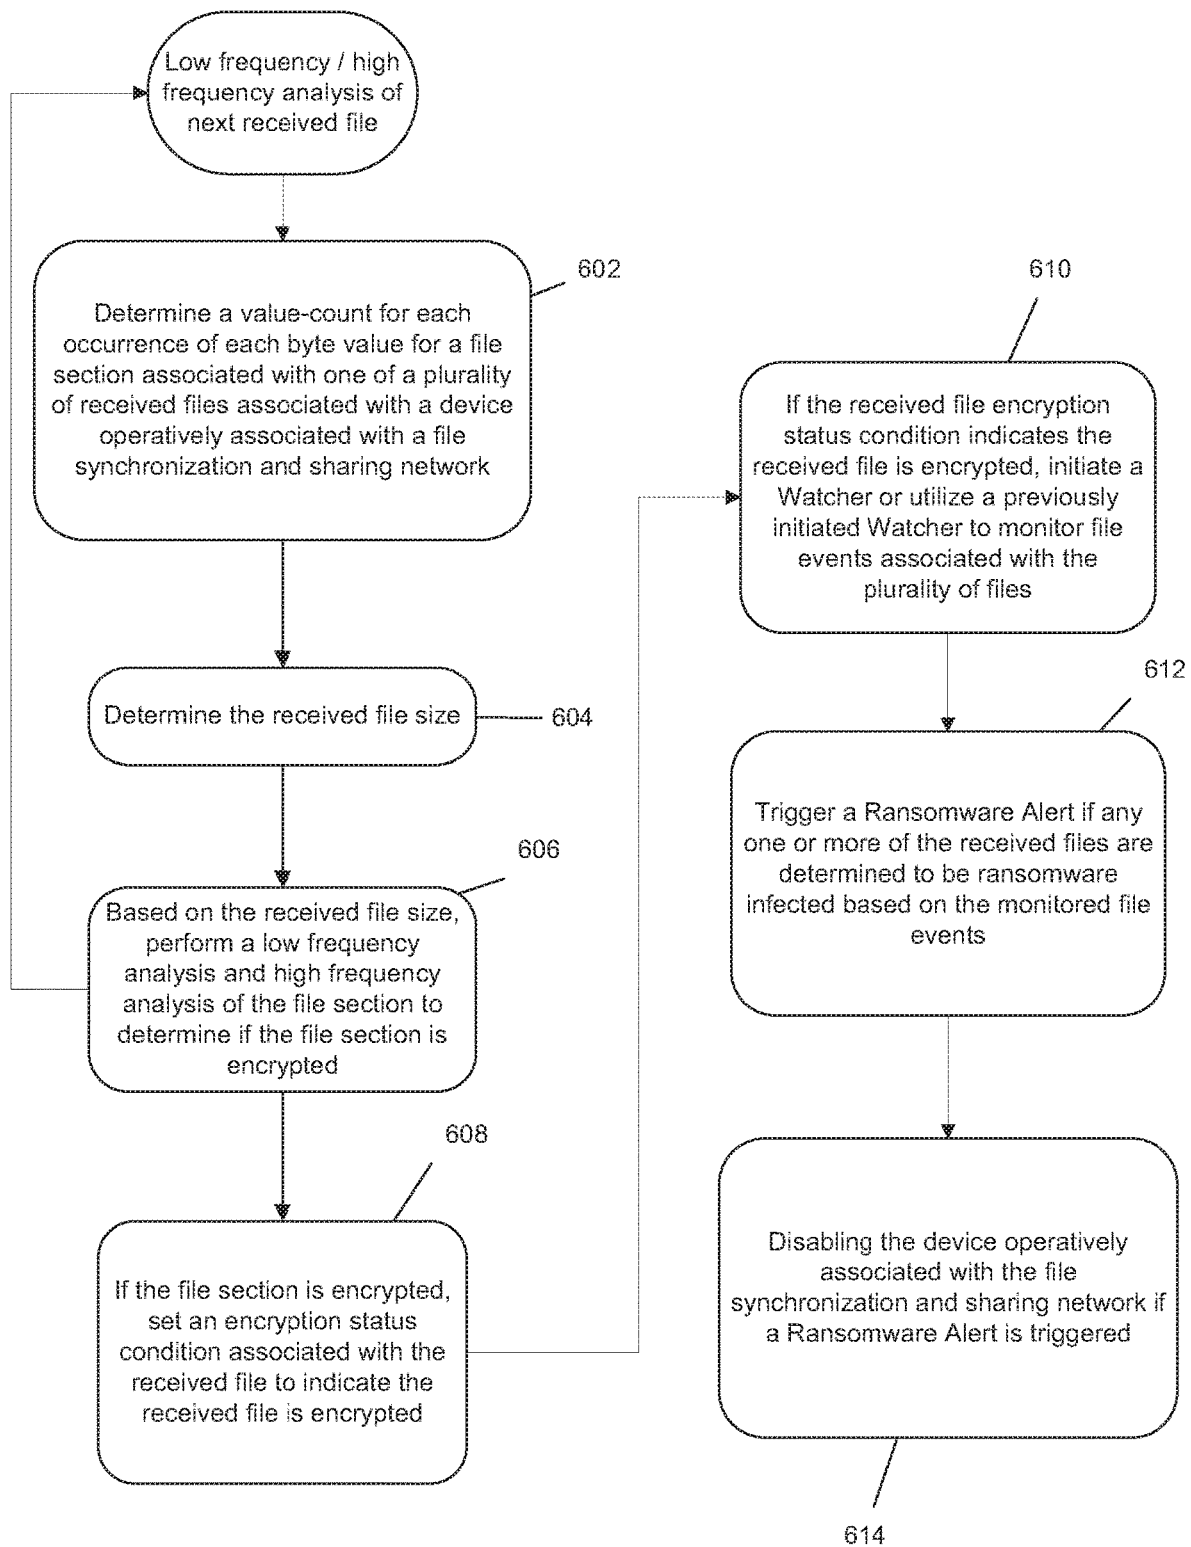 Low frequency / high
frequency analysis of
next received file
602
Determine a value-count for each
occurrence of each byte value for a file
section associated with one of a plurality
of received files associated with a device
operatively associated with a file
synchronization and sharing network
Determine the received file size
604
606
Based on the received file size,
perform a low frequency
analysis and high frequency
analysis of the file section to
determine if the file section is
encrypted
608
If the file section is encrypted,
set an encryption status
condition associated with the
received file to indicate the
received file is encrypted
610
If the received file encryption
status condition indicates the
received file is encrypted, initiate a
Watcher or utilize a previously
initiated Watcher to monitor file
events associated with the
plurality of files
612
Trigger a Ransomware Alert if any
one or more of the received files are
determined to be ransomware
infected based on the monitored file
events
Disabling the device operatively
associated with the file
synchronization and sharing network if
a Ransomware Alert is triggered
614